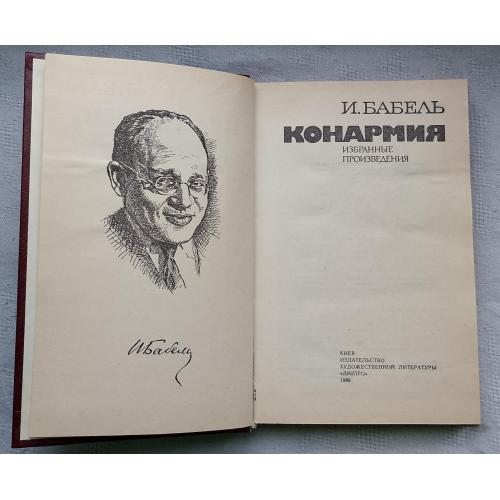 И. Бабель
И. БАБЕЛЬ
КОНАРМИЯ
ИЗБРАННЫЕ
ПРОИЗВЕДЕНИЯ
КИЕВ
ИЗДАТЕЛЬСТВО
ХУДОЖЕСТВЕННОЙ ЛИТЕРАТУРЫ
«ДНІПРО»
1989